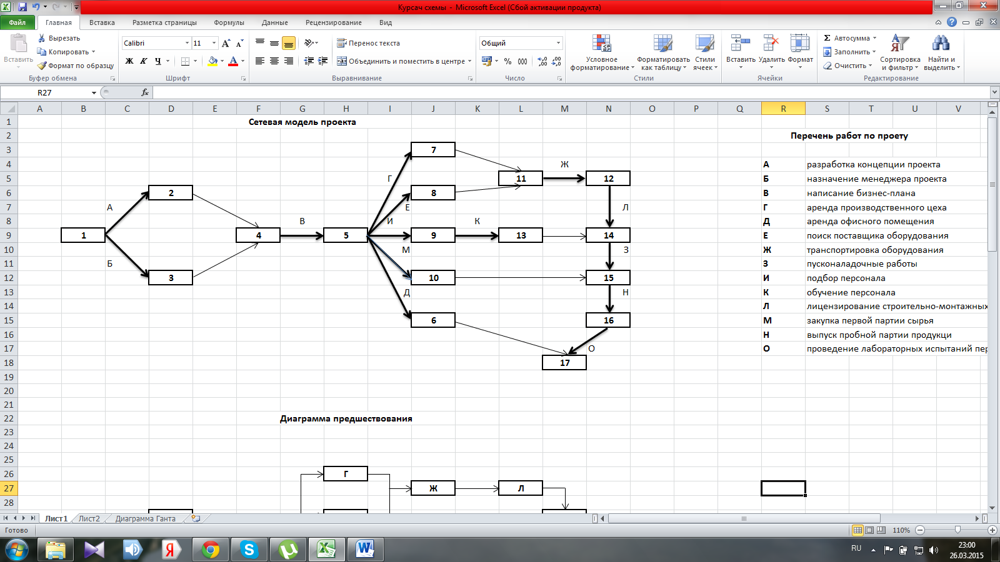 Курсач схемы - Microsoft Excel (Сбой активации продукта)
Файл Главная Вставка Разметка страницы Формулы Данные Рецензирование Вид
Вставить
Вырезать
Копировать
Формат по образцу
Буфер обмена
Calibri 11
Ж К Ч
Шрифт
Перенос текста
Объединить и поместить в центре
Выравнивание
Общий
% 000
Число
Условное форматирование
Форматировать как таблицу
Стили ячеек
Стили
Вставить Удалить Формат
Ячейки
Автосумма
Заполнить
Очистить
Сортировка и фильтр
Найти и выделить
Редактирование
R27 fx
A B C D E F G H I J K L M N O P Q R S T U V
1 Сетевая модель проекта
2 Перечень работ по проету
3 7
4 Ж А разработка концепции проекта
5 Г 11 12 Б назначение менеджера проекта
6 2 8 В написание бизнес-плана
7 А Е Л Г аренда производственного цеха
8 В И К Д аренда офисного помещения
9 1 4 5 9 13 14 Е поиск поставщика оборудования
10 М З Ж транспортировка оборудования
11 Б З пусконаладочные работы
12 3 10 15 И подбор персонала
13 Д Н К обучение персонала
14 Л лицензирование строительно-монтажных
15 6 16 М закупка первой партии сырья
16 Н выпуск пробной партии продукци
17 О О проведение лабораторных испытаний пер
18 17
19
20
21
22 Диаграмма предшествования
23
24
25
26 Г
27 Ж Л
28
Лист1 Лист2 Диаграмма Ганта
Готово 110%
RU 23:00
26.03.2015